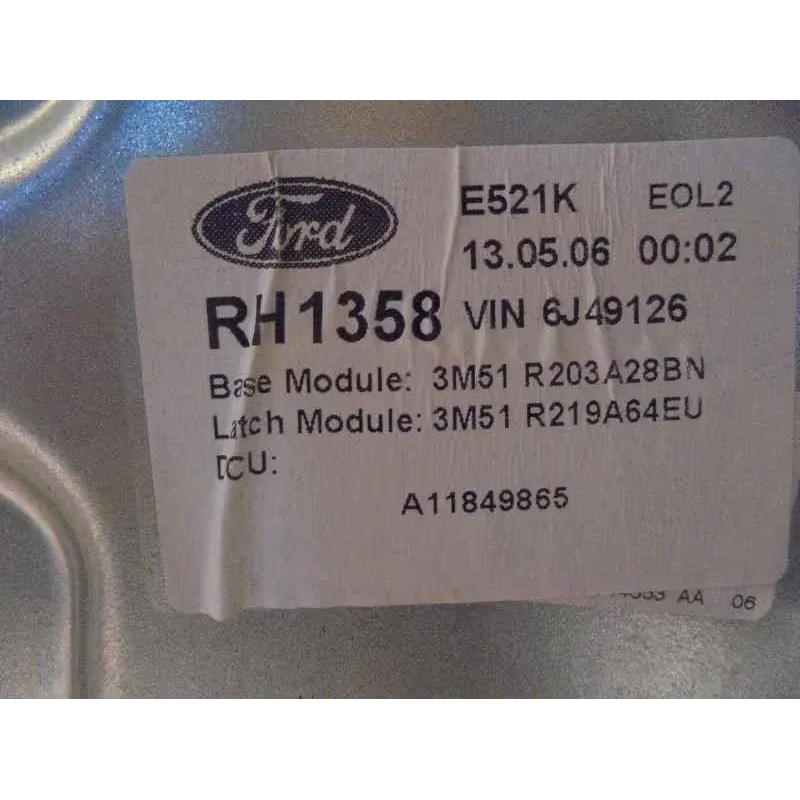 Ford
E521K EOL2
13.05.06 00:02
RH1358 VIN 6J49126
Base Module: 3M51 R203A28BN
Latch Module: 3M51 R219A64EU
DCU:
A11849865
AA 06